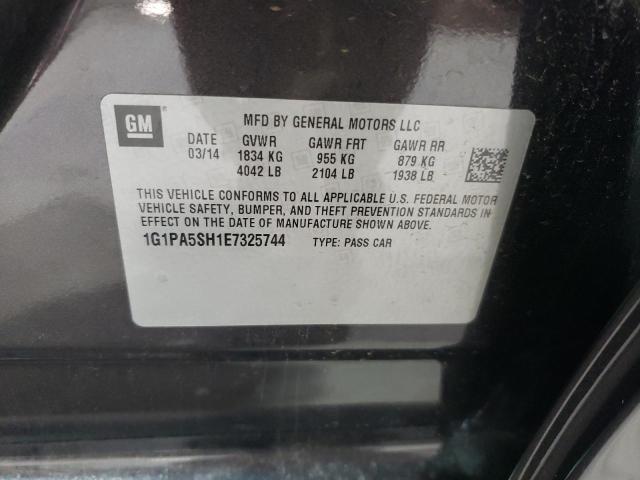 GM
MFD BY GENERAL MOTORS LLC
DATE GVWR GAWR FRT GAWR RR
03/14 1834 KG 955 KG 879 KG
4042 LB 2104 LB 1938 LB
THIS VEHICLE CONFORMS TO ALL APPLICABLE U.S. FEDERAL MOTOR
VEHICLE SAFETY, BUMPER, AND THEFT PREVENTION STANDARDS IN
EFFECT ON THE DATE OF MANUFACTURE SHOWN ABOVE.
1G1PA5SH1E7325744 TYPE: PASS CAR